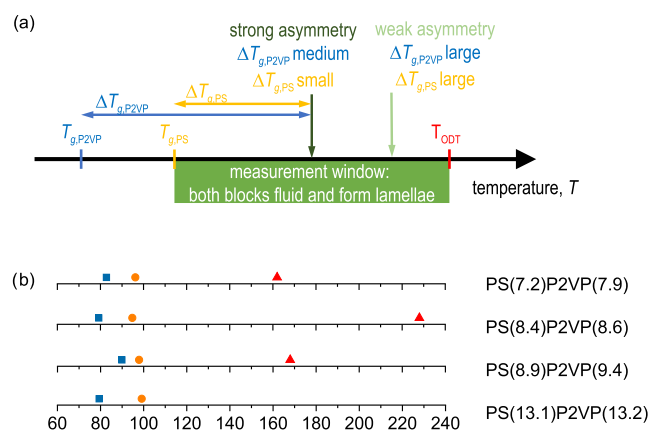 (a)
strong asymmetry weak asymmetry
ΔTg,P2VP medium ΔTg,P2VP large
ΔTg,PS small ΔTg,PS large
ΔTg,PS
ΔTg,P2VP
Tg,P2VP Tg,PS TODT
measurement window:
both blocks fluid and form lamellae
temperature, T
(b)
PS(7.2)P2VP(7.9)
PS(8.4)P2VP(8.6)
PS(8.9)P2VP(9.4)
PS(13.1)P2VP(13.2)
60 80 100 120 140 160 180 200 220 240